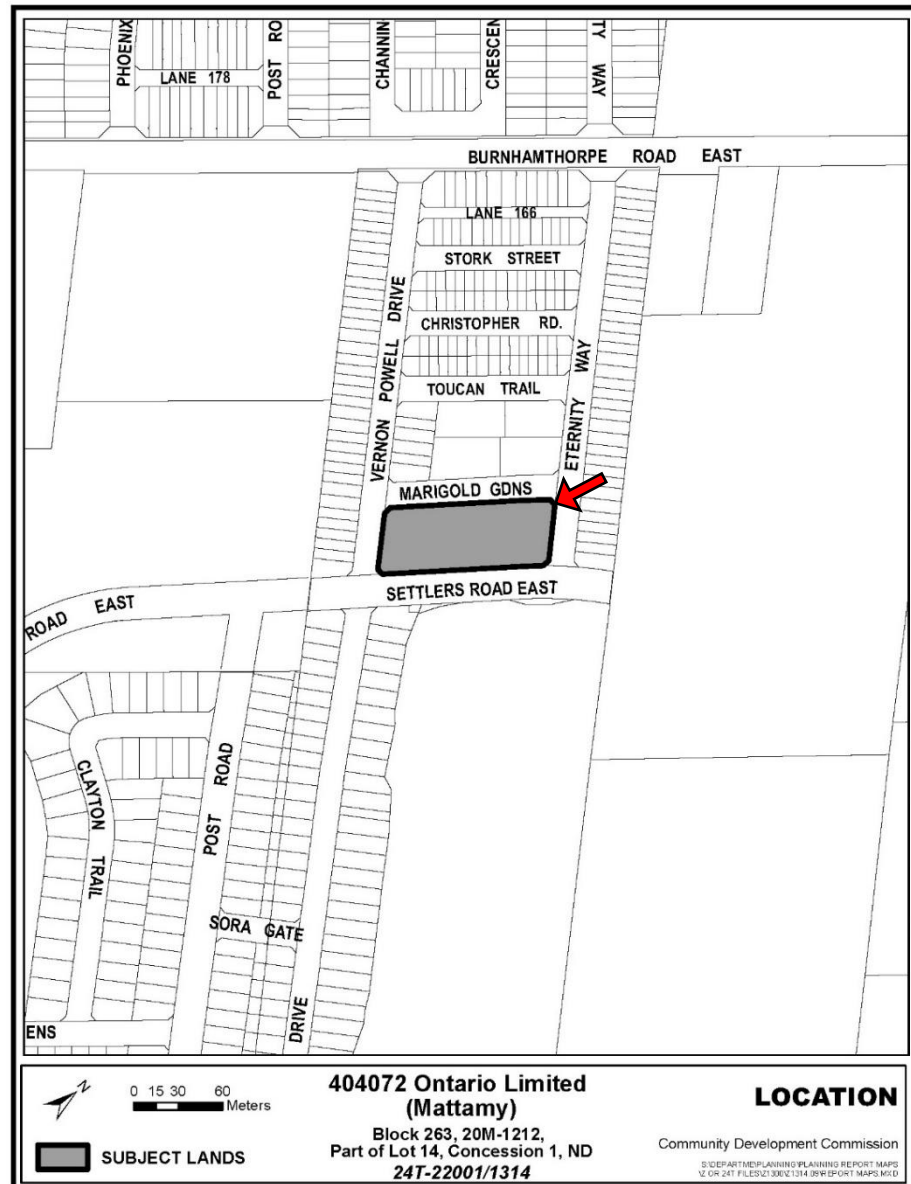 PHOENIX
LANE 178
POST RO
CHANNIN
CRESCEN
TY WAY
BURNHAMTHORPE ROAD EAST
LANE 166
STORK STREET
VERNON POWELL DRIVE
CHRISTOPHER RD.
TOUCAN TRAIL
ETERNITY WAY
MARIGOLD GDNS
SETTLERS ROAD EAST
ROAD EAST
CLAYTON TRAIL
POST ROAD
SORA GATE
DRIVE
ENS
N
0 15 30 60
Meters
SUBJECT LANDS
404072 Ontario Limited
(Mattamy)
Block 263, 20M-1212,
Part of Lot 14, Concession 1, ND
24T-22001/1314
LOCATION
Community Development Commission